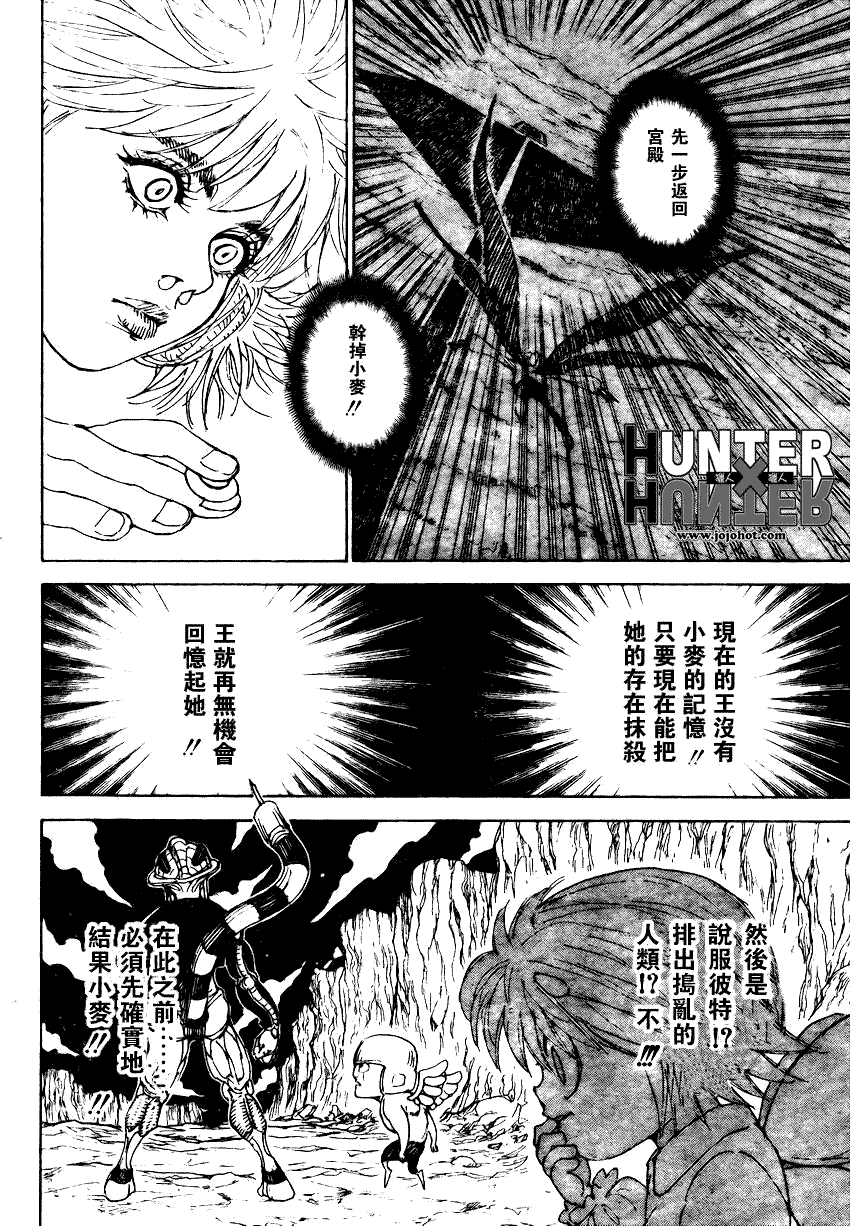 先一步返回
宮殿
幹掉小麥!!
HUNTER
×
HUNTER
獵人
獵人
www.jojohot.com
現在的王沒有
小麥的記憶!!
只要現在能把
她的存在抹殺
王就再無機會
回憶起她!!
然後是
說服彼特!?
排出搗亂的
人類!?不!!!
在此之前……
必須先確實地
結果小麥!!